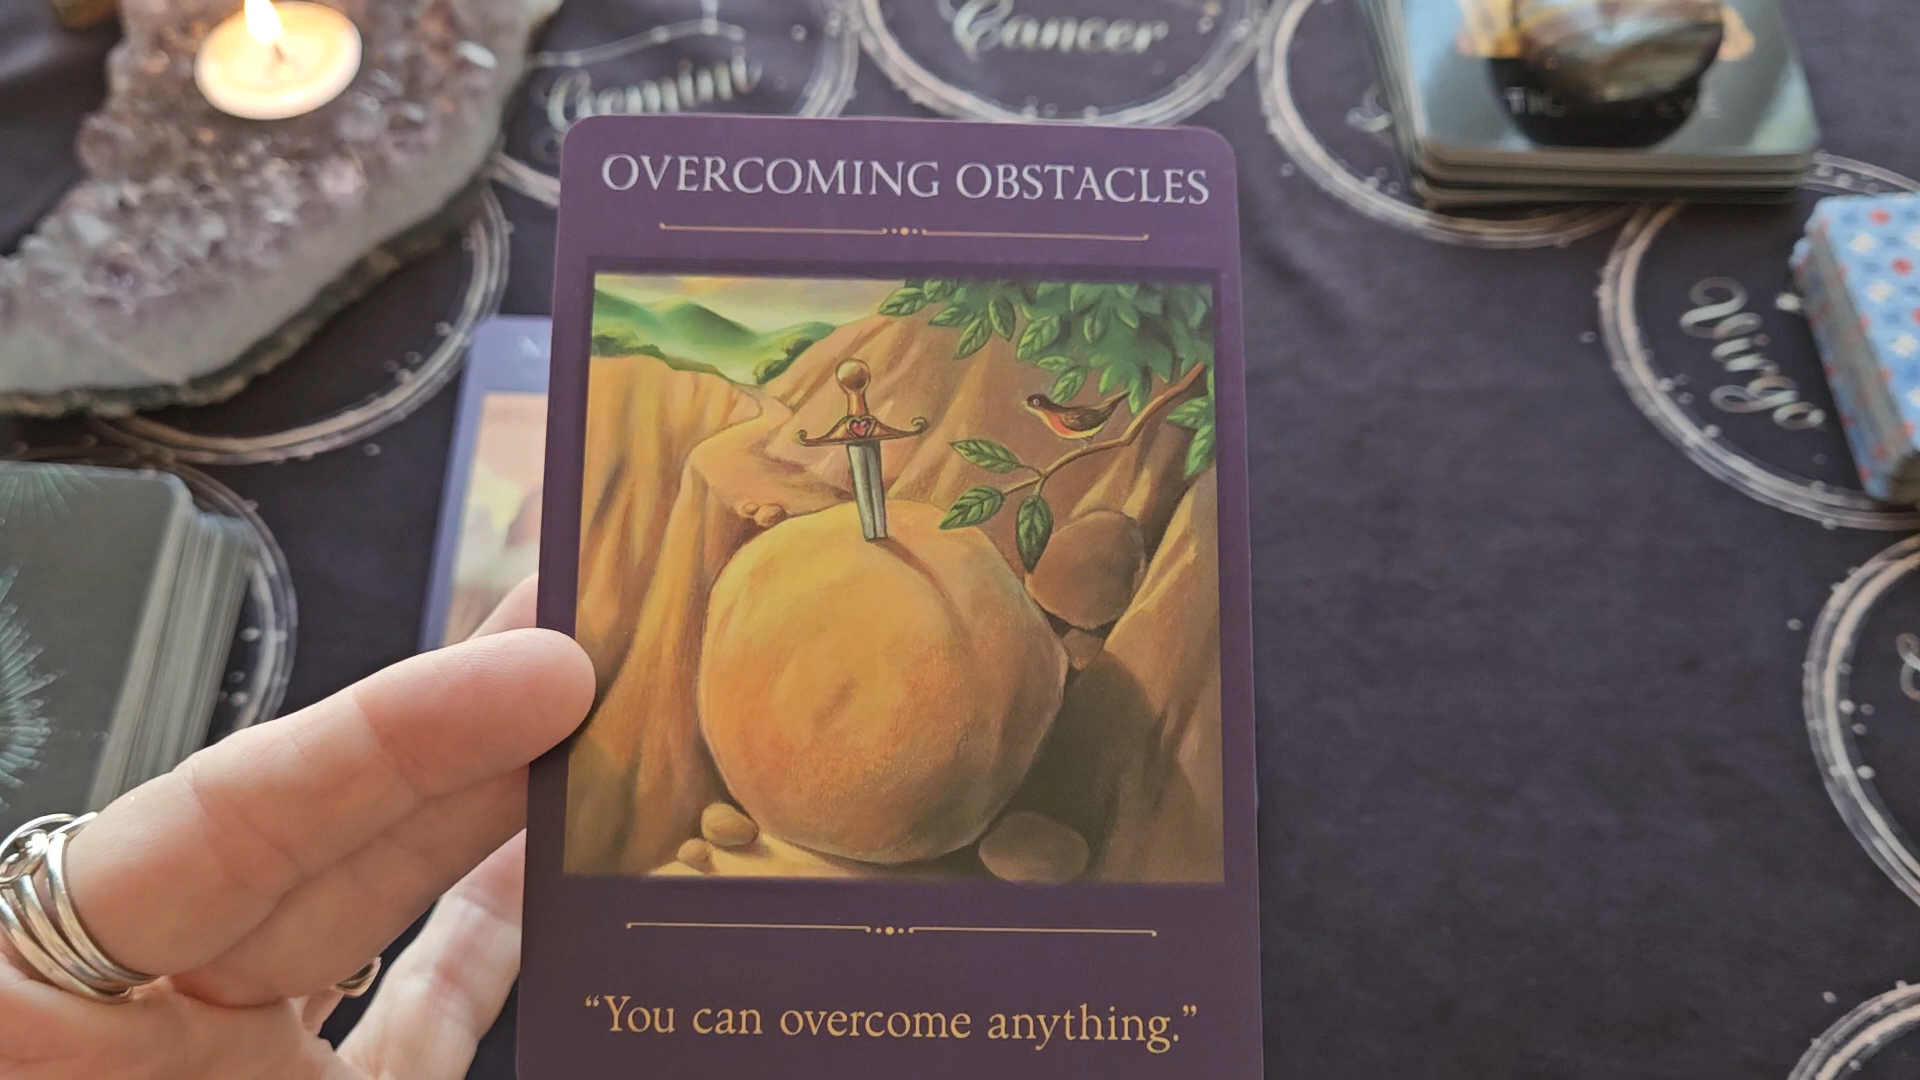 Gemini
Cancer
OVERCOMING OBSTACLES
Virgo
“You can overcome anything.”